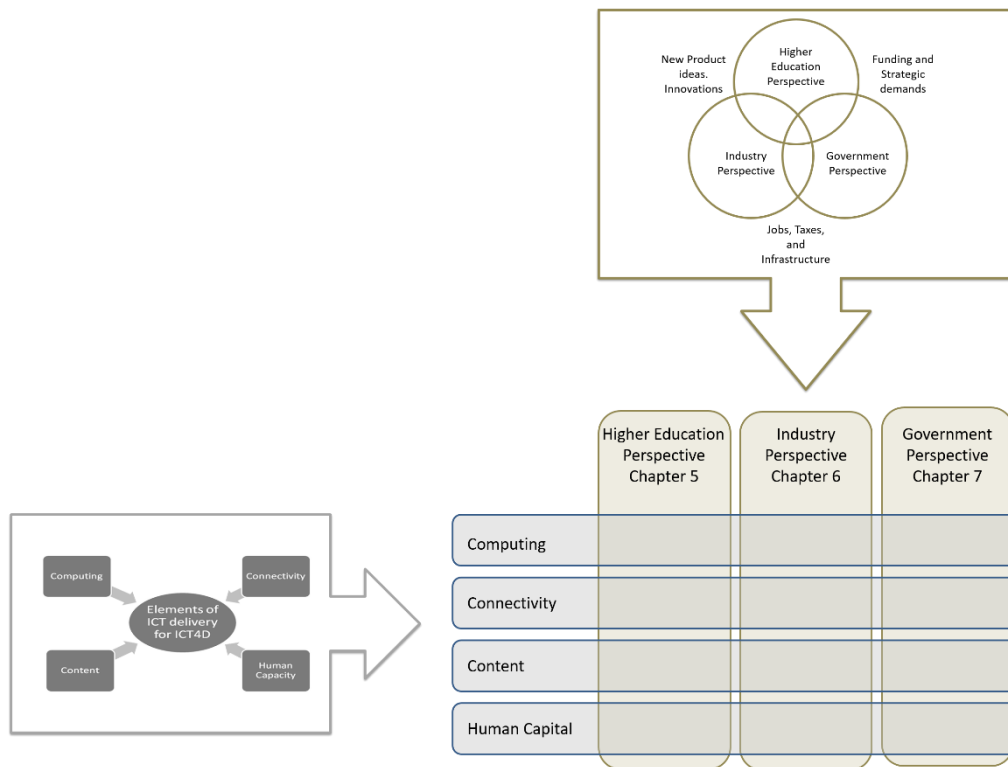 New Product
ideas.
Innovations
Higher
Education
Perspective
Funding and
Strategic
demands
Industry
Perspective
Government
Perspective
Jobs, Taxes,
and
Infrastructure
Higher Education
Perspective
Chapter 5
Industry
Perspective
Chapter 6
Government
Perspective
Chapter 7
Computing
Connectivity
Elements of
ICT delivery
for ICT4D
Content
Human
Capacity
Computing
Connectivity
Content
Human Capital